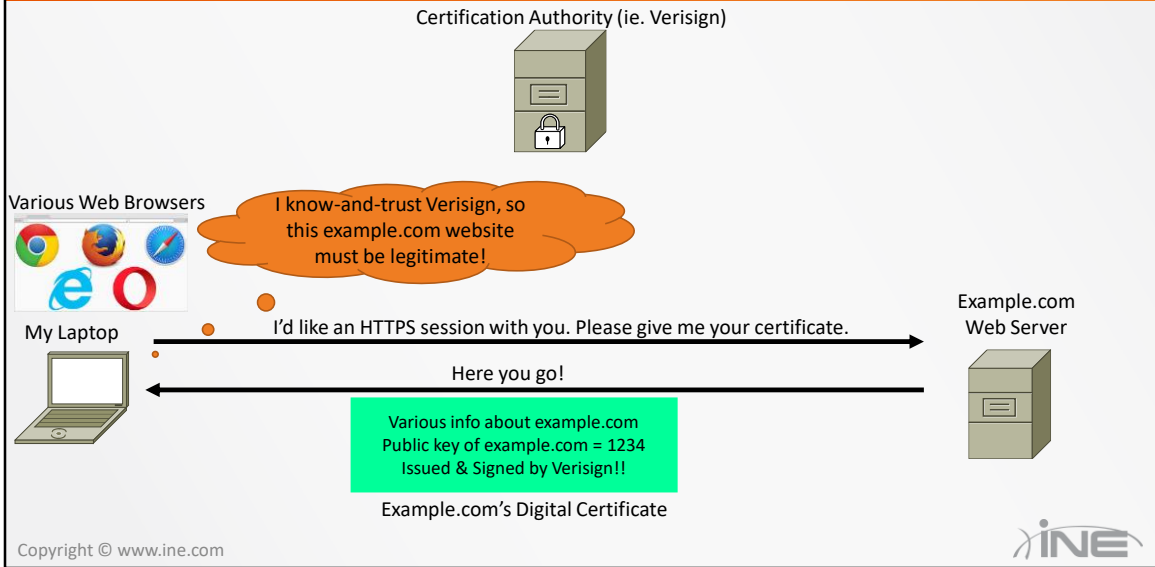 Certification Authority (ie. Verisign)
Various Web Browsers
I know-and-trust Verisign, so
this example.com website
must be legitimate!
My Laptop
I'd like an HTTPS session with you. Please give me your certificate.
Example.com
Web Server
Here you go!
Various info about example.com
Public key of example.com = 1234
Issued & Signed by Verisign!!
Example.com's Digital Certificate
Copyright © www.ine.com
INE